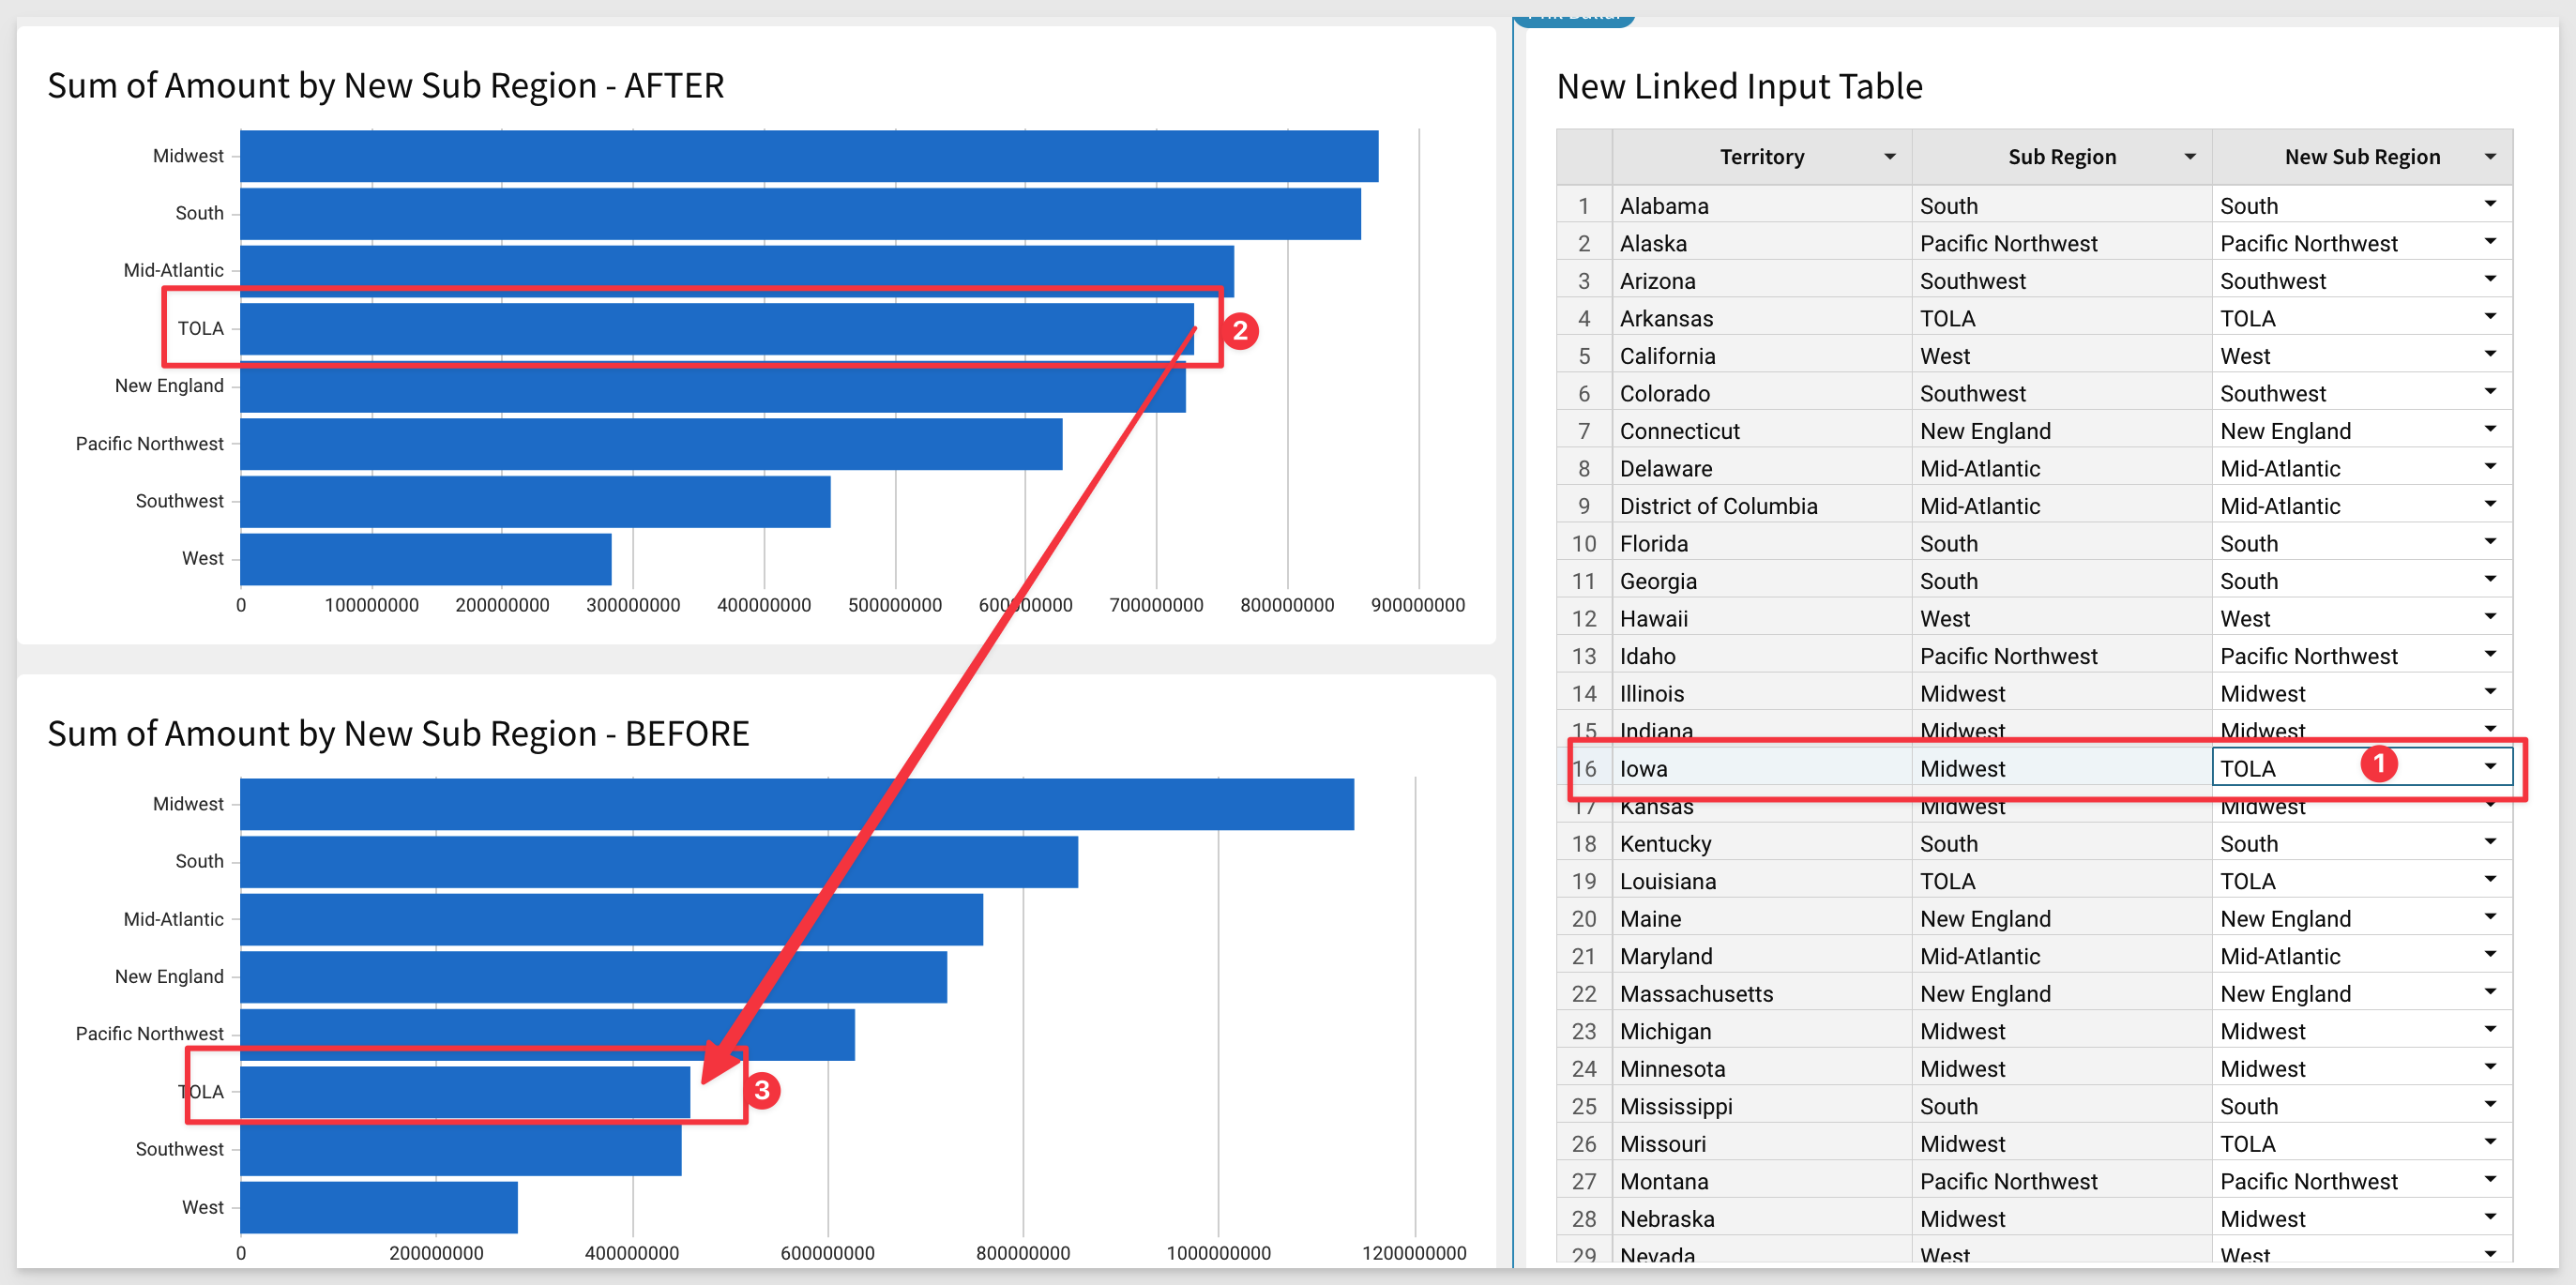 Sum of Amount by New Sub Region - AFTER
Midwest
South
Mid-Atlantic
TOLA
2
New England
Pacific Northwest
Southwest
West
0 100000000 200000000 300000000 400000000 500000000 600000000 700000000 800000000 900000000
Sum of Amount by New Sub Region - BEFORE
Midwest
South
Mid-Atlantic
New England
Pacific Northwest
TOLA
3
Southwest
West
0 200000000 400000000 600000000 800000000 1000000000 1200000000
New Linked Input Table
Territory Sub Region New Sub Region
1 Alabama South South
2 Alaska Pacific Northwest Pacific Northwest
3 Arizona Southwest Southwest
4 Arkansas TOLA TOLA
5 California West West
6 Colorado Southwest Southwest
7 Connecticut New England New England
8 Delaware Mid-Atlantic Mid-Atlantic
9 District of Columbia Mid-Atlantic Mid-Atlantic
10 Florida South South
11 Georgia South South
12 Hawaii West West
13 Idaho Pacific Northwest Pacific Northwest
14 Illinois Midwest Midwest
15 Indiana Midwest Midwest
16 Iowa Midwest TOLA 1
17 Kansas Midwest Midwest
18 Kentucky South South
19 Louisiana TOLA TOLA
20 Maine New England New England
21 Maryland Mid-Atlantic Mid-Atlantic
22 Massachusetts New England New England
23 Michigan Midwest Midwest
24 Minnesota Midwest Midwest
25 Mississippi South South
26 Missouri Midwest TOLA
27 Montana Pacific Northwest Pacific Northwest
28 Nebraska Midwest Midwest
29 Nevada West West